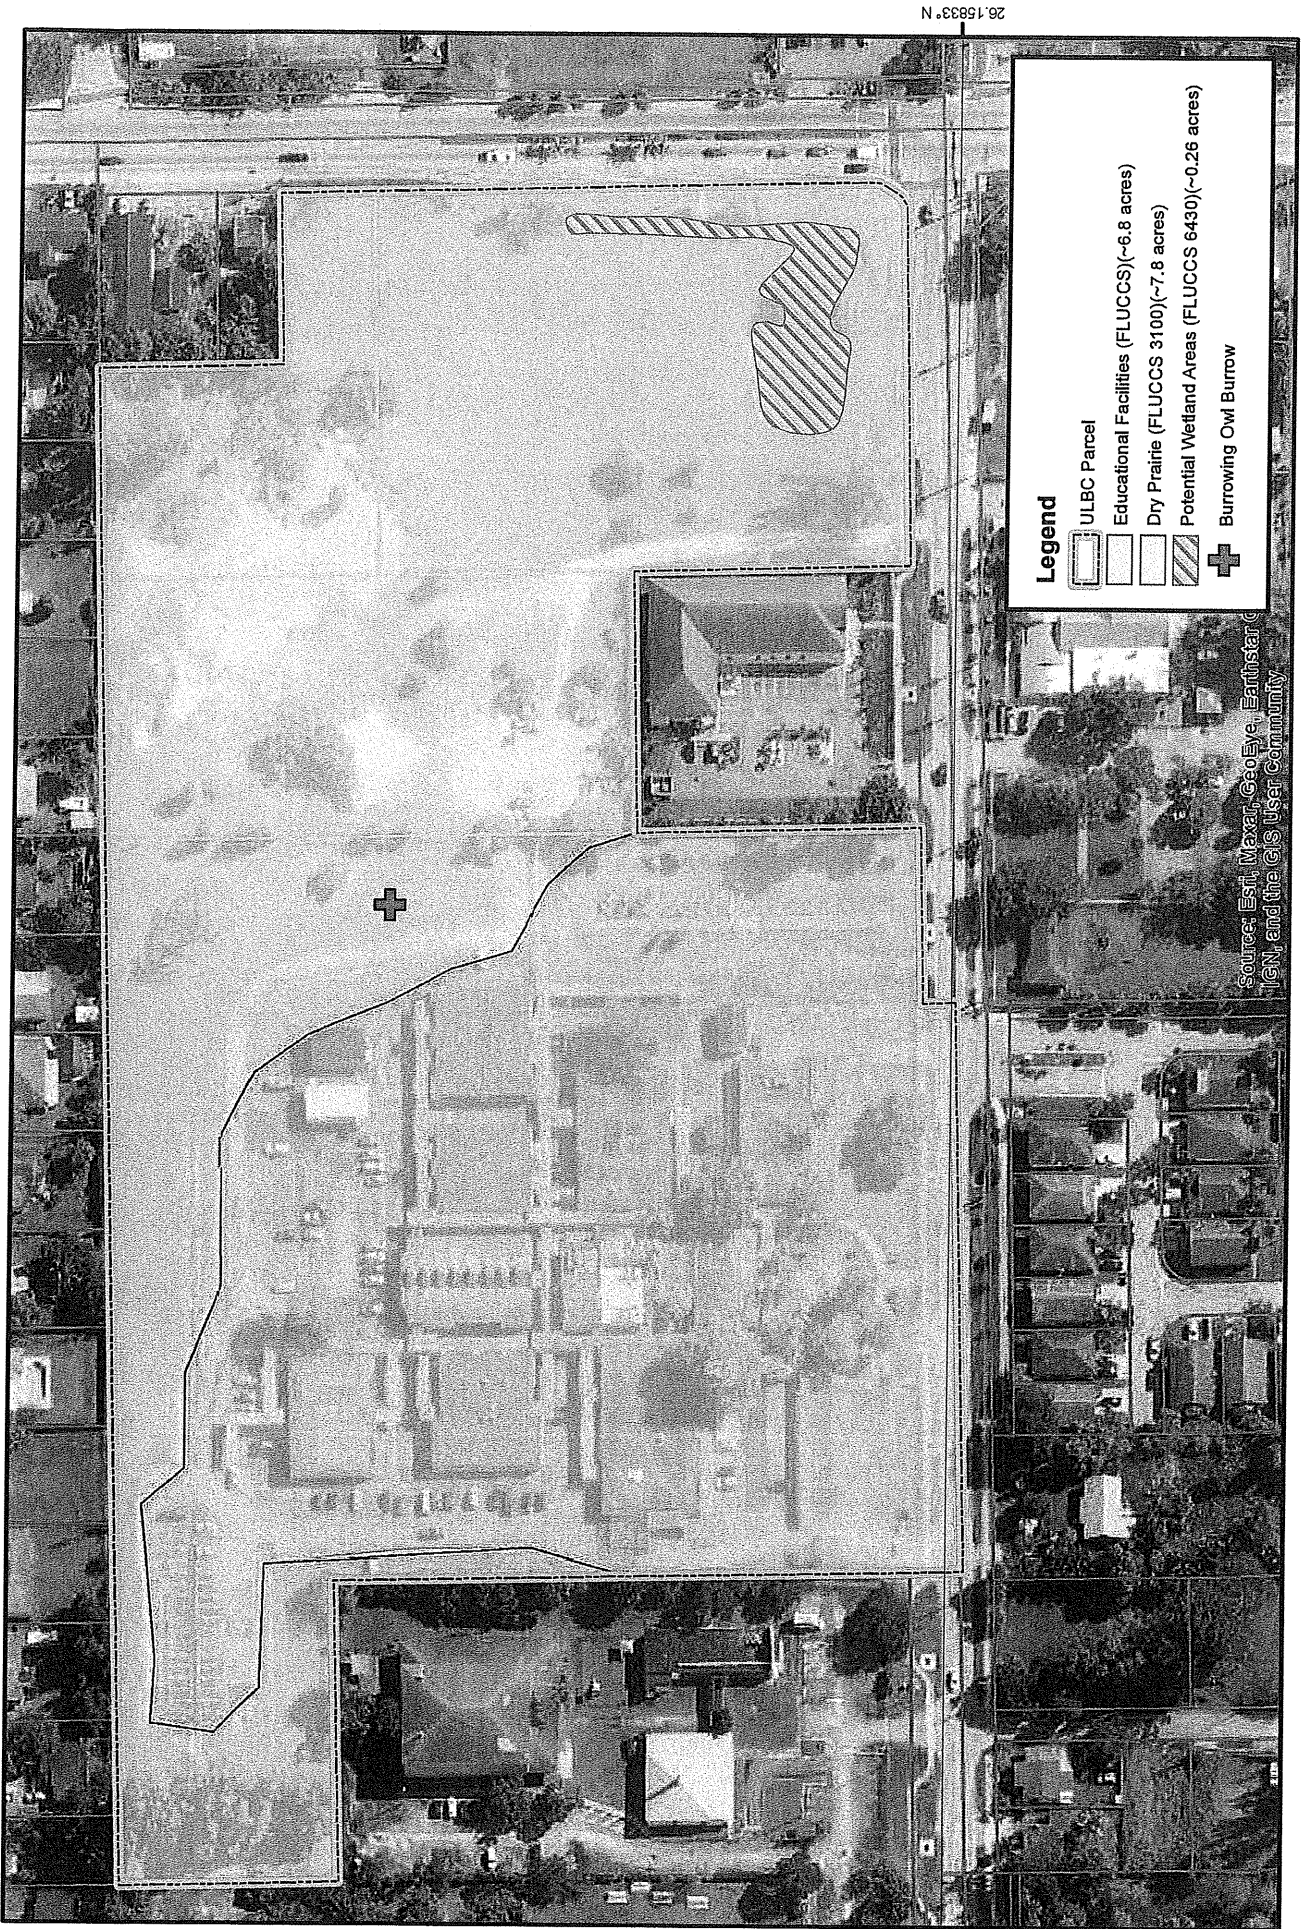 26.15833° N
Legend
ULBC Parcel
Educational Facilities (FLUCCS)(~6.8 acres)
Dry Prairie (FLUCCS 3100)(~7.8 acres)
Potential Wetland Areas (FLUCCS 6430)(~0.26 acres)
Burrowing Owl Burrow
Source: Esri, Maxar, GeoEye, Earthstar G
IGN, and the GIS User Community